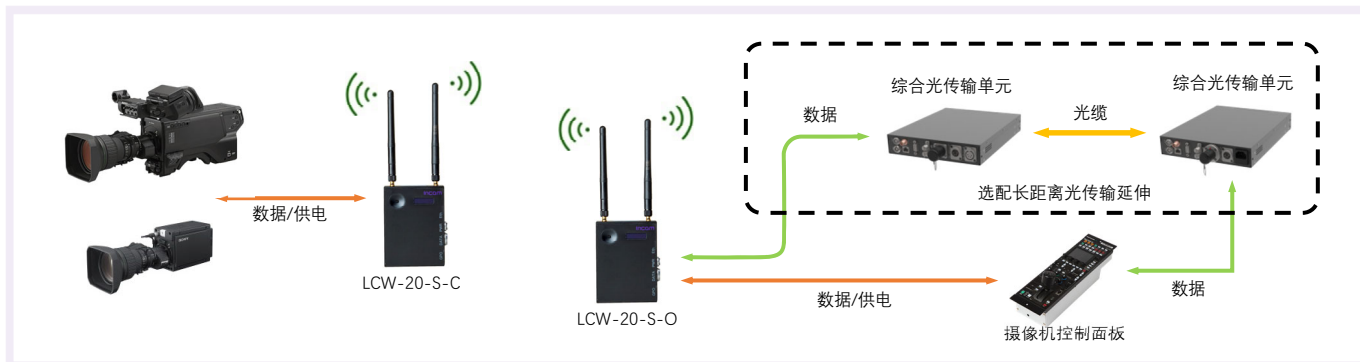 综合光传输单元
综合光传输单元
数据
光缆
选配长距离光传输延伸
数据/供电
SONY
LCW-20-S-C
数据/供电
数据
LCW-20-S-O
摄像机控制面板